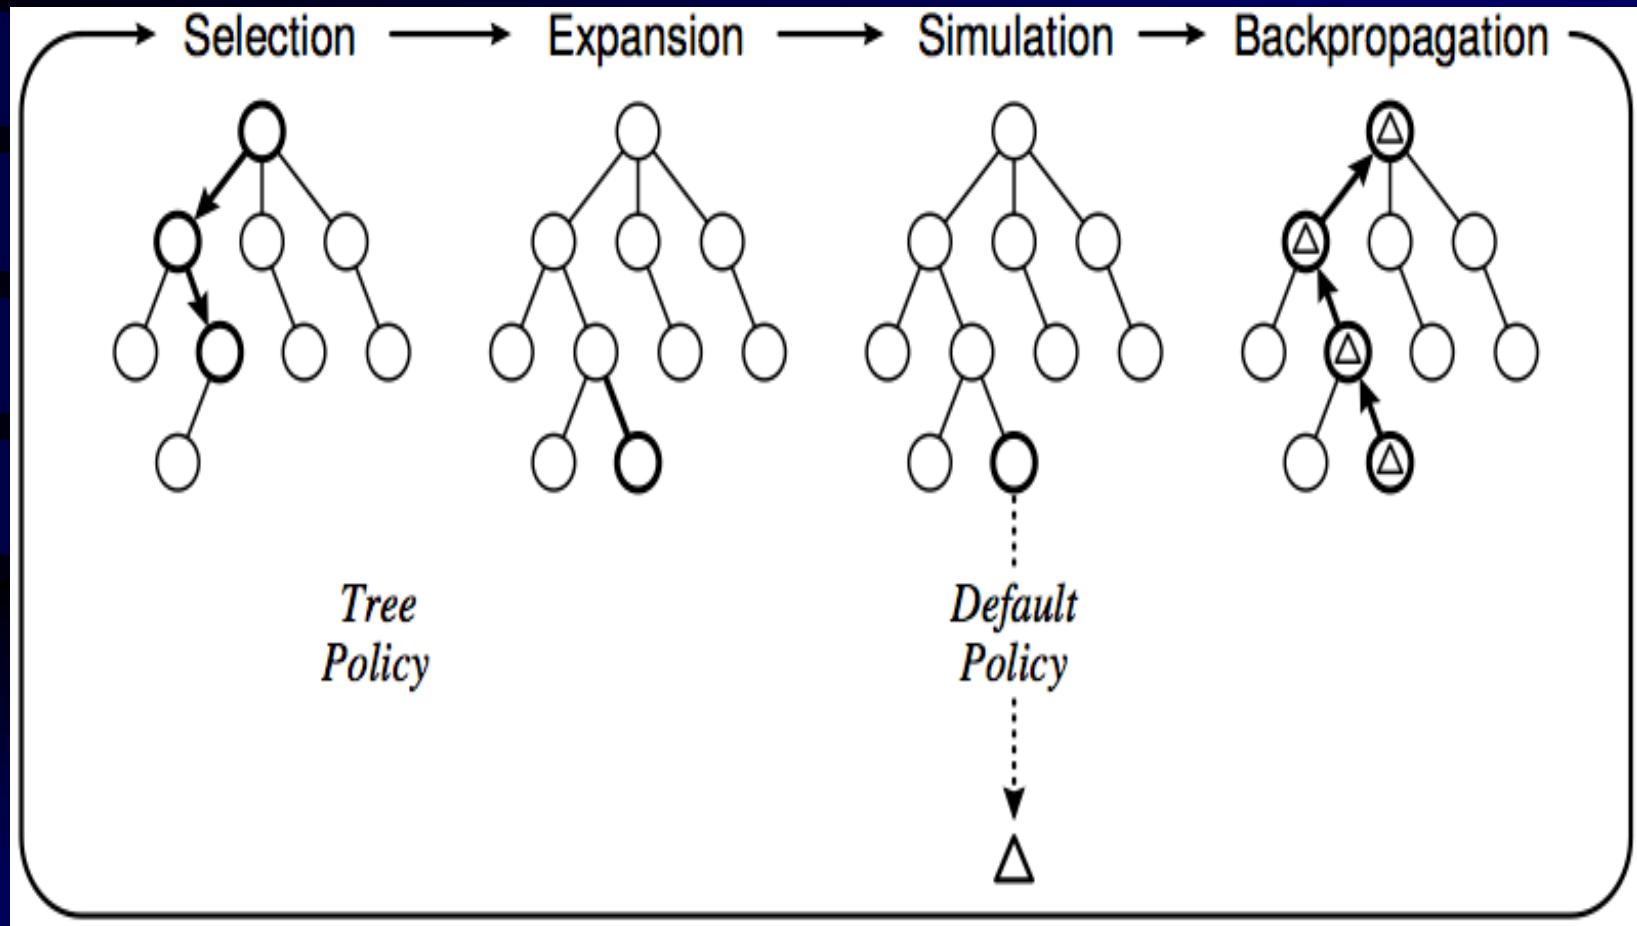 Selection Expansion Simulation Backpropagation
Tree
Policy
Default
Policy